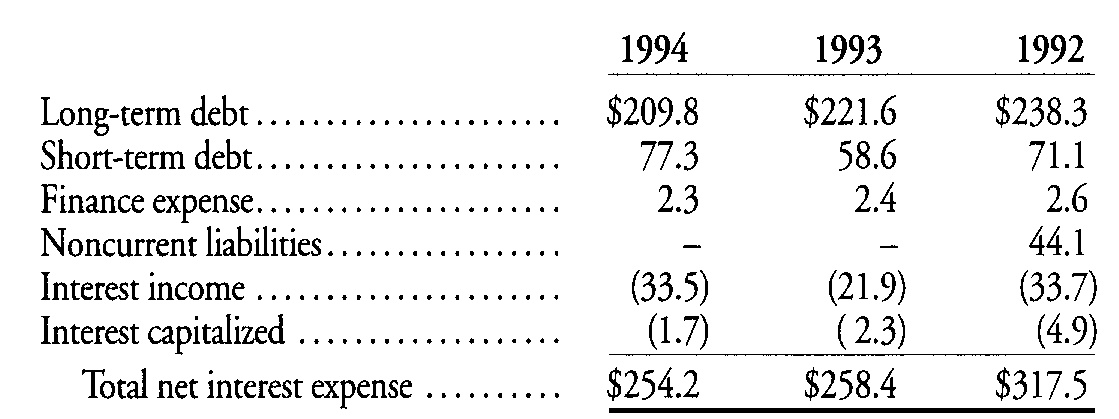 1994 1993 1992
Long-term debt ....................... $209.8 $221.6 $238.3
Short-term debt....................... 77.3 58.6 71.1
Finance expense....................... 2.3 2.4 2.6
Noncurrent liabilities................. – – 44.1
Interest income ...................... (33.5) (21.9) (33.7)
Interest capitalized ................... (1.7) ( 2.3) (4.9)
Total net interest expense .......... $254.2 $258.4 $317.5